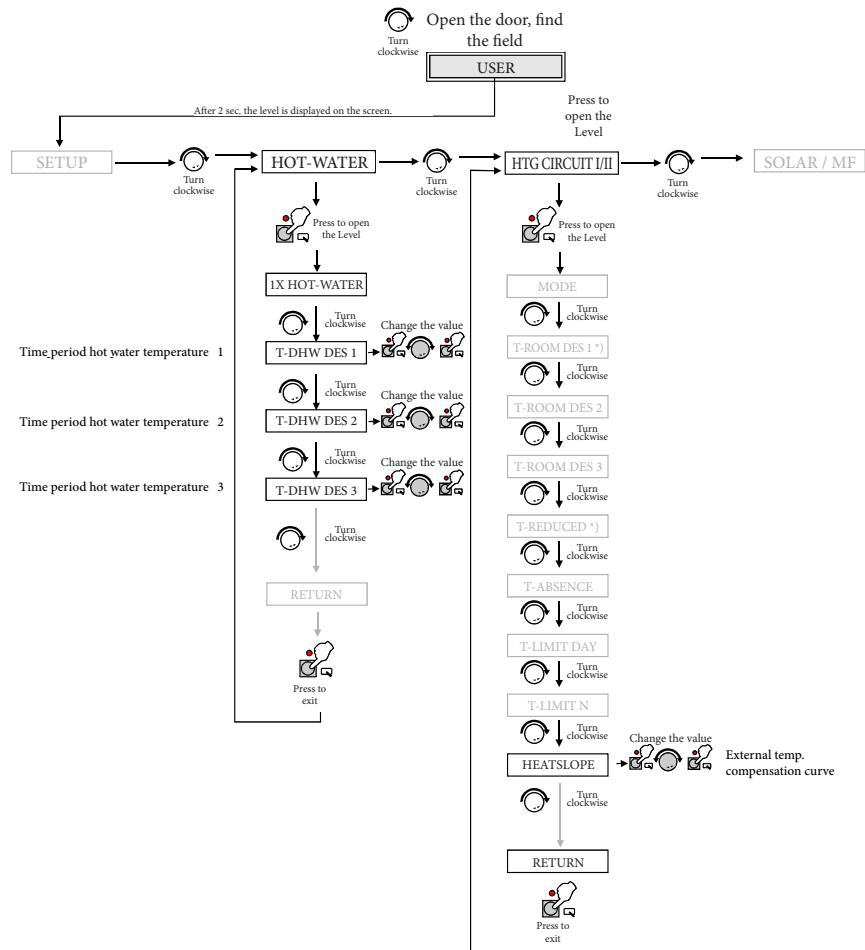 Open the door, find
the field
Turn
clockwise
USER
After 2 sec. the level is displayed on the screen.
Press to
open the
Level
SETUP
Turn
clockwise
HOT-WATER
Turn
clockwise
HTG CIRCUIT I/II
Turn
clockwise
SOLAR / MF
Press to open
the Level
1X HOT-WATER
Turn
clockwise
Change the value
Time period hot water temperature 1
T-DHW DES 1
Turn
clockwise
Change the value
Time period hot water temperature 2
T-DHW DES 2
Turn
clockwise
Change the value
Time period hot water temperature 3
T-DHW DES 3
Turn
clockwise
RETURN
Press to
exit
Press to open
the Level
MODE
Turn
clockwise
T-ROOM DES 1 *)
Turn
clockwise
T-ROOM DES 2
Turn
clockwise
T-ROOM DES 3
Turn
clockwise
T-REDUCED *)
Turn
clockwise
T-ABSENCE
Turn
clockwise
T-LIMIT DAY
Turn
clockwise
T-LIMIT N
Turn
clockwise
Change the value
HEATSLOPE
External temp.
compensation curve
Turn
clockwise
RETURN
Press to
exit